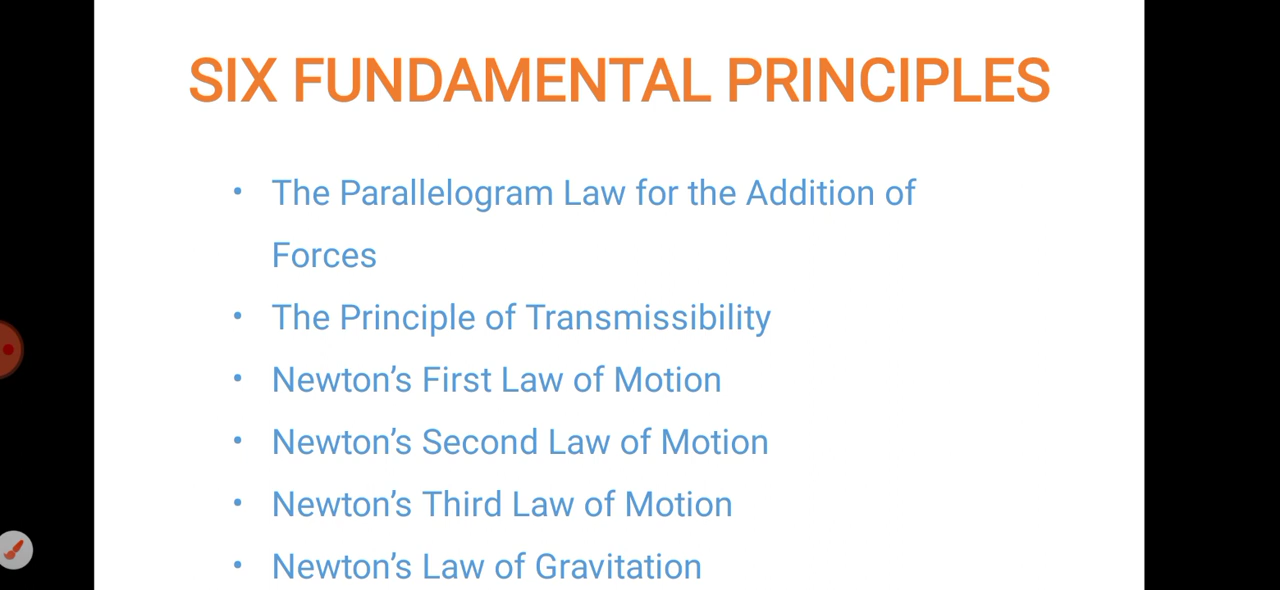 SIX FUNDAMENTAL PRINCIPLES
• The Parallelogram Law for the Addition of
Forces
• The Principle of Transmissibility
• Newton’s First Law of Motion
• Newton’s Second Law of Motion
• Newton’s Third Law of Motion
• Newton’s Law of Gravitation